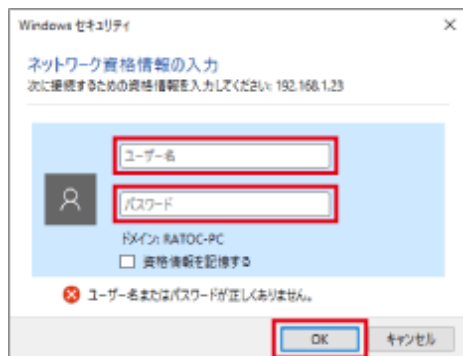 Windows セキュリティ
ネットワーク資格情報の入力
次に接続するための資格情報を入力してください: 192.168.1.23
ユーザー名
パスワード
ドメイン: RATOC-PC
資格情報を記憶する
ユーザー名またはパスワードが正しくありません。
OK キャンセル